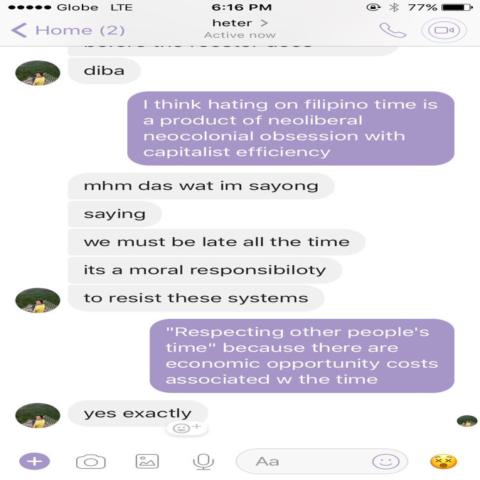 Globe LTE 6:16 PM 77%
Home (2) heter >
Active now
diba
I think hating on filipino time is
a product of neoliberal
neocolonial obsession with
capitalist efficiency
mhm das wat im sayong
saying
we must be late all the time
its a moral responsibiloty
to resist these systems
"Respecting other people's
time" because there are
economic opportunity costs
associated w the time
yes exactly
Aa